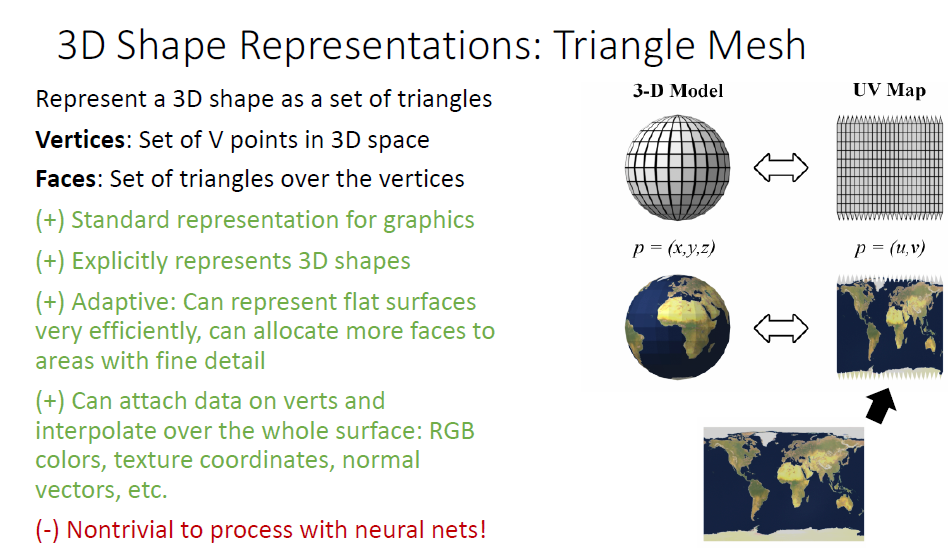 3D Shape Representations: Triangle Mesh
Represent a 3D shape as a set of triangles
Vertices: Set of V points in 3D space
Faces: Set of triangles over the vertices
(+) Standard representation for graphics
(+) Explicitly represents 3D shapes
(+) Adaptive: Can represent flat surfaces
very efficiently, can allocate more faces to
areas with fine detail
(+) Can attach data on verts and
interpolate over the whole surface: RGB
colors, texture coordinates, normal
vectors, etc.
(-) Nontrivial to process with neural nets!
3-D Model
UV Map
p = (x,y,z)
p = (u,v)